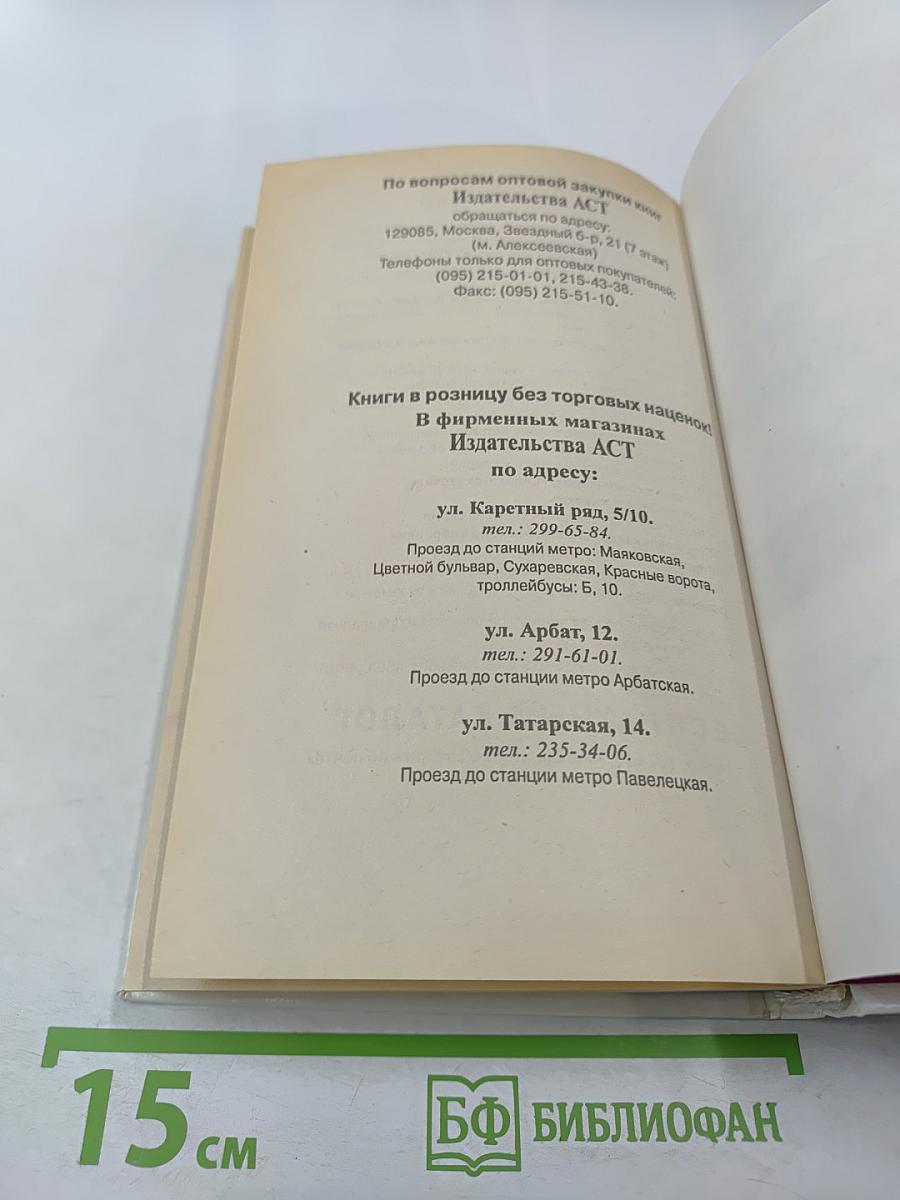 По вопросам оптовой закупки книг
Издательства АСТ
обращаться по адресу:
129085, Москва, Звездный б-р, 21 (7 этаж)
(м. Алексеевская)
Телефоны только для оптовых покупателей:
(095) 215-01-01, 215-43-38.
Факс: (095) 215-51-10.
Книги в розницу без торговых наценок!
В фирменных магазинах
Издательства АСТ
по адресу:
ул. Каретный ряд, 5/10.
тел.: 299-65-84.
Проезд до станций метро: Маяковская,
Цветной бульвар, Сухаревская, Красные ворота,
троллейбусы: Б, 10.
ул. Арбат, 12.
тел.: 291-61-01.
Проезд до станции метро Арбатская.
ул. Татарская, 14.
тел.: 235-34-06.
Проезд до станции метро Павелецкая.
15 см
БФ БИБЛИОФАН